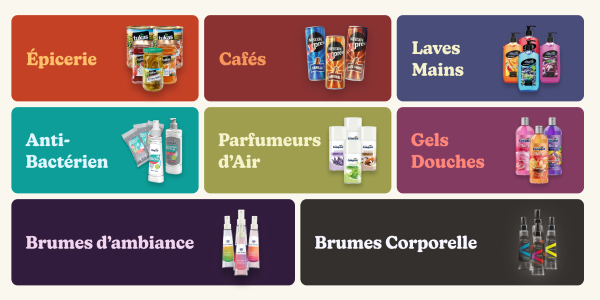 Épicerie
Cafés
Laves
Mains
Anti-
Bactérien
Parfumeurs
d'Air
Gels
Douches
Brumes d'ambiance
Brumes Corporelle